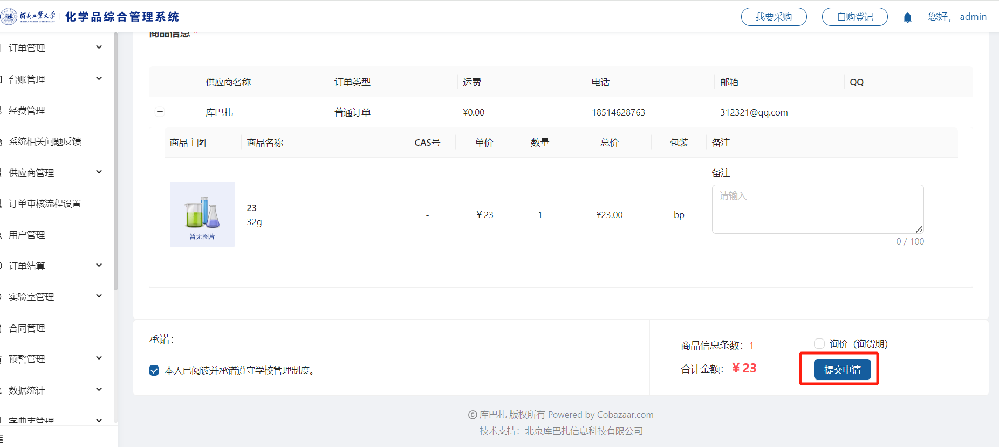 河北工业大学 化学品综合管理系统 我要采购 自购登记 您好， admin
订单管理
台账管理
经费管理
系统相关问题反馈
供应商管理
订单审核流程设置
用户管理
订单结算
实验室管理
合同管理
预警管理
数据统计
字典表管理
商品信息 *
供应商名称 订单类型 运费 电话 邮箱 QQ
库巴扎 普通订单 ¥0.00 18514628763 312321@qq.com -
商品主图 商品名称 CAS号 单价 数量 总价 包装 备注
备注
请输入
暂无图片
23
32g
- ￥23 1 ¥23.00 bp
0 / 100
承诺：
本人已阅读并承诺遵守学校管理制度。
商品信息条数：1
询价（询货期）
合计金额：￥23
提交申请
© 库巴扎 版权所有 Powered by Cobazaar.com
技术支持：北京库巴扎信息科技有限公司